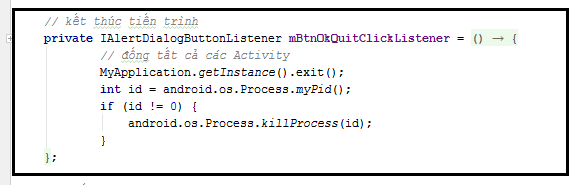 // kết thúc tiến trình
private IAlertDialogButtonListener mBtnOkQuitClickListener = () → {
// đống tất cả các Activity
MyApplication.getInstance().exit();
int id = android.os.Process.myPid();
if (id != 0) {
android.os.Process.killProcess(id);
}
};